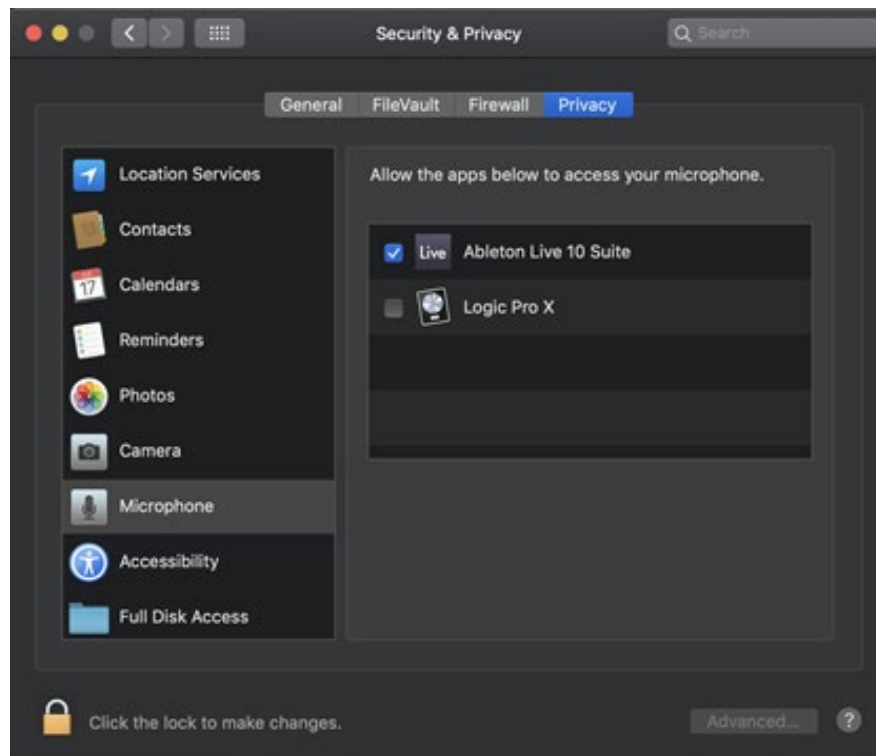 Security & Privacy
Search
General FileVault Firewall Privacy
Location Services
Contacts
17
Calendars
Reminders
Photos
Camera
Microphone
Accessibility
Full Disk Access
Allow the apps below to access your microphone.
Live Ableton Live 10 Suite
Logic Pro X
Click the lock to make changes.
Advanced...
?